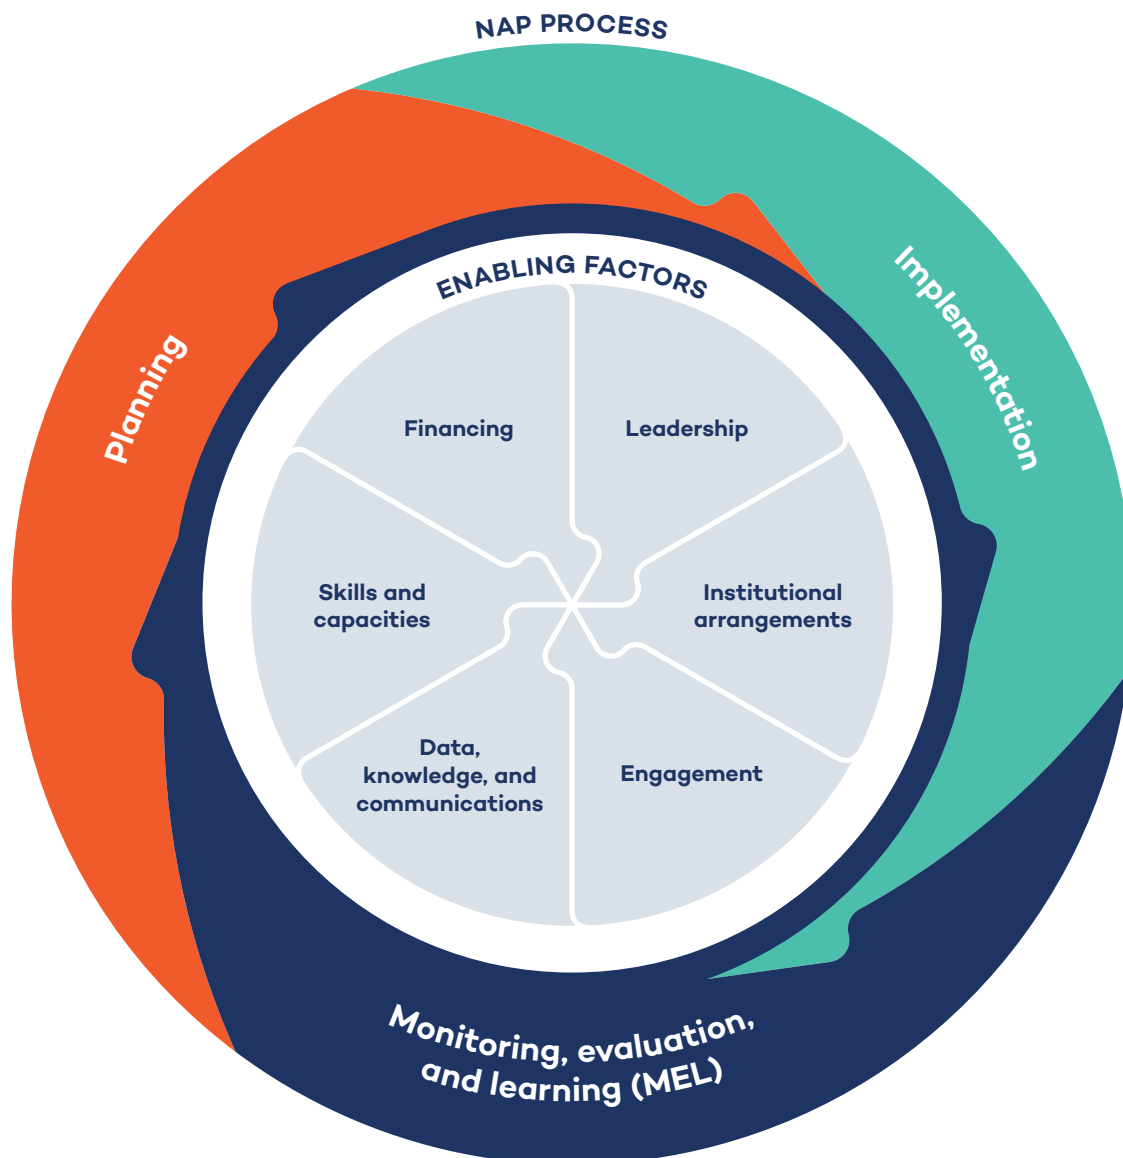 NAP PROCESS
ENABLING FACTORS
Planning
Implementation
Financing
Leadership
Skills and
capacities
Institutional
arrangements
Data,
knowledge, and
communications
Engagement
Monitoring, evaluation,
and learning (MEL)